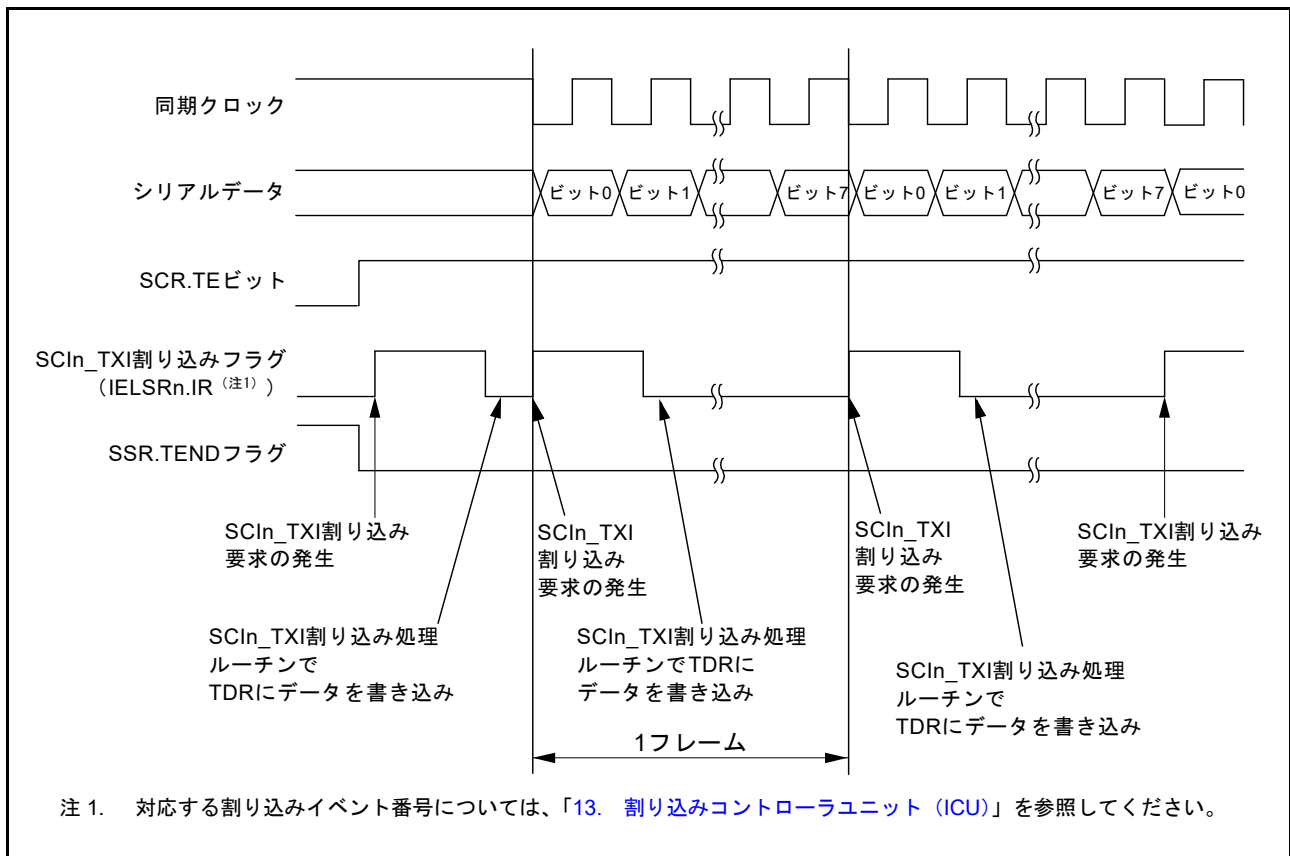 同期クロック
シリアルデータ
ビット0 ビット1 ビット7 ビット0 ビット1 ビット7 ビット0
SCR.TEビット
SCIn_TXI割り込みフラグ
（IELSRn.IR（注1））
SSR.TENDフラグ
SCIn_TXI割り込み
要求の発生
SCIn_TXI
割り込み
要求の発生
SCIn_TXI
割り込み
要求の発生
SCIn_TXI割り込み
要求の発生
SCIn_TXI割り込み処理
ルーチンで
TDRにデータを書き込み
SCIn_TXI割り込み処理
ルーチンでTDRに
データを書き込み
SCIn_TXI割り込み処理
ルーチンで
TDRにデータを書き込み
1フレーム
注 1. 対応する割り込みイベント番号については、「13. 割り込みコントローラユニット（ICU）」を参照してください。